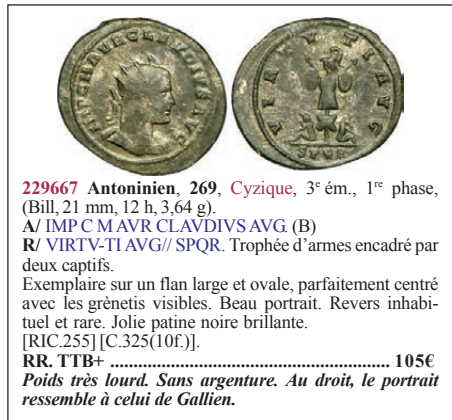 229667 Antoninien, 269, Cyzique, 3e ém., 1re phase,
(Bill, 21 mm, 12 h, 3,64 g).
A/ IMP C M AVR CLAVDIVS AVG. (B)
R/ VIRTV-TI AVG// SPQR. Trophée d'armes encadré par
deux captifs.
Exemplaire sur un flan large et ovale, parfaitement centré
avec les grènetis visibles. Beau portrait. Revers inhabi-
tuel et rare. Jolie patine noire brillante.
[RIC.255] [C.325(10f.)].
RR. TTB+ ................................................................ 105€
Poids très lourd. Sans argenture. Au droit, le portrait
ressemble à celui de Gallien.